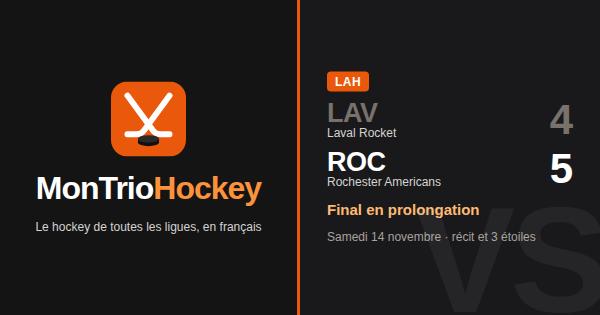 MonTrioHockey
Le hockey de toutes les ligues, en français
LAH
LAV 4
Laval Rocket
ROC 5
Rochester Americans
Final en prolongation
Samedi 14 novembre · récit et 3 étoiles
VS